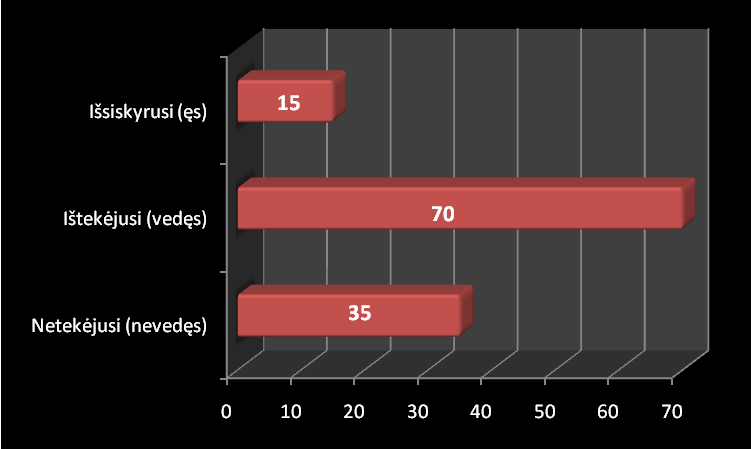 Išsiskyrusi (ęs)
15
Ištekėjusi (vedęs)
70
Netekėjusi (nevedęs)
35
0 10 20 30 40 50 60 70